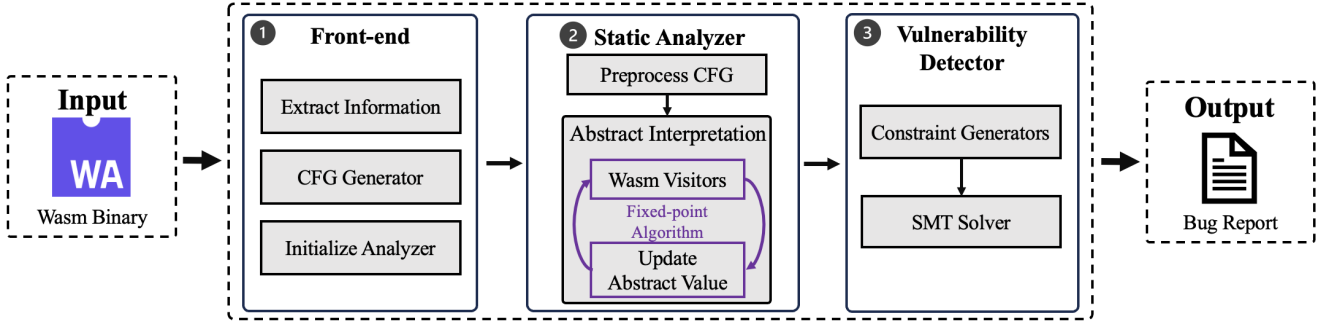 Input
WA
Wasm Binary
1
Front-end
Extract Information
CFG Generator
Initialize Analyzer
2
Static Analyzer
Preprocess CFG
Abstract Interpretation
Wasm Visitors
Fixed-point
Algorithm
Update
Abstract Value
3
Vulnerability
Detector
Constraint Generators
SMT Solver
Output
Bug Report